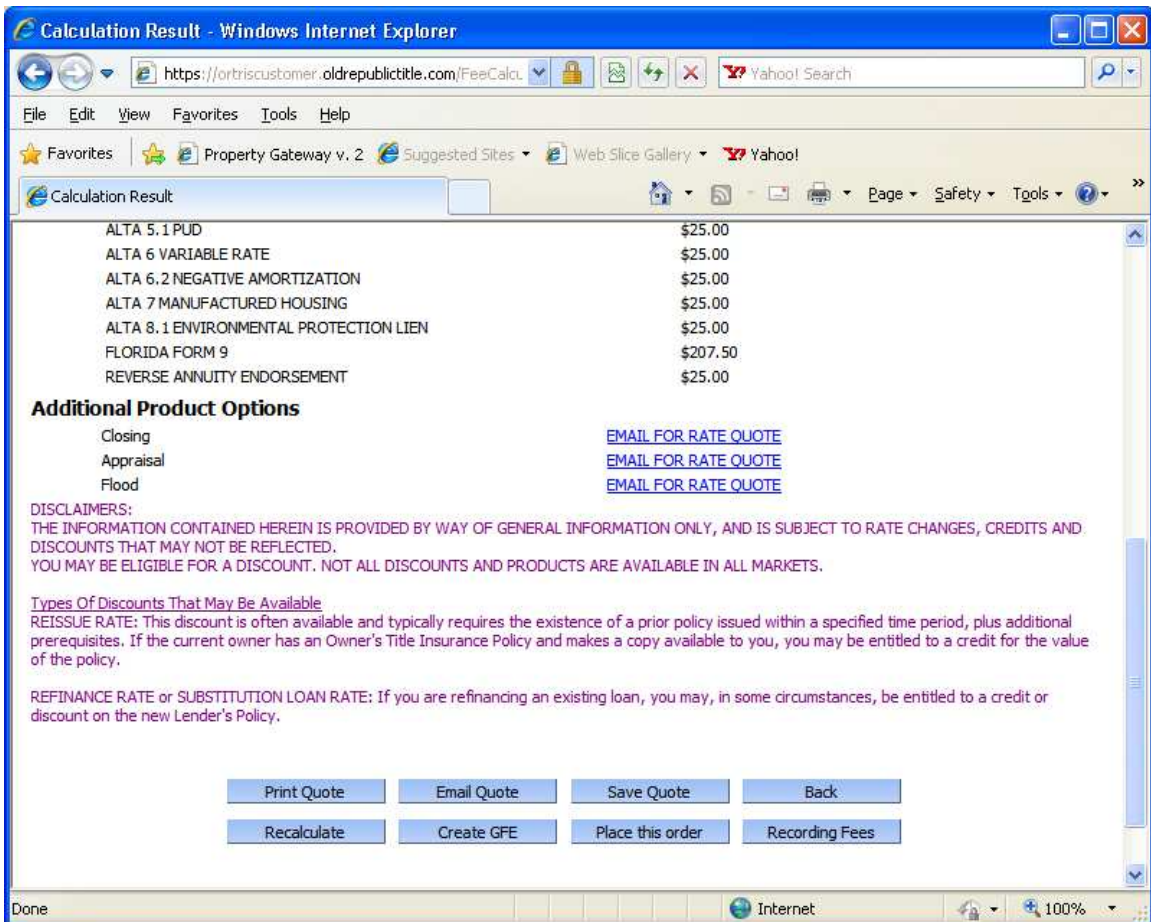 Calculation Result - Windows Internet Explorer
https://ortriscustomer.oldrepublictitle.com/FeeCalcu Yahoo! Search
File Edit View Favorites Tools Help
Favorites Property Gateway v. 2 Suggested Sites Web Slice Gallery Yahoo!
Calculation Result Page Safety Tools
ALTA 5.1 PUD $25.00
ALTA 6 VARIABLE RATE $25.00
ALTA 6.2 NEGATIVE AMORTIZATION $25.00
ALTA 7 MANUFACTURED HOUSING $25.00
ALTA 8.1 ENVIRONMENTAL PROTECTION LIEN $25.00
FLORIDA FORM 9 $207.50
REVERSE ANNUITY ENDORSEMENT $25.00
Additional Product Options
Closing EMAIL FOR RATE QUOTE
Appraisal EMAIL FOR RATE QUOTE
Flood EMAIL FOR RATE QUOTE
DISCLAIMERS:
THE INFORMATION CONTAINED HEREIN IS PROVIDED BY WAY OF GENERAL INFORMATION ONLY, AND IS SUBJECT TO RATE CHANGES, CREDITS AND
DISCOUNTS THAT MAY NOT BE REFLECTED.
YOU MAY BE ELIGIBLE FOR A DISCOUNT. NOT ALL DISCOUNTS AND PRODUCTS ARE AVAILABLE IN ALL MARKETS.
Types Of Discounts That May Be Available
REISSUE RATE: This discount is often available and typically requires the existence of a prior policy issued within a specified time period, plus additional
prerequisites. If the current owner has an Owner's Title Insurance Policy and makes a copy available to you, you may be entitled to a credit for the value
of the policy.
REFINANCE RATE or SUBSTITUTION LOAN RATE: If you are refinancing an existing loan, you may, in some circumstances, be entitled to a credit or
discount on the new Lender's Policy.
Print Quote Email Quote Save Quote Back
Recalculate Create GFE Place this order Recording Fees
Done Internet 100%